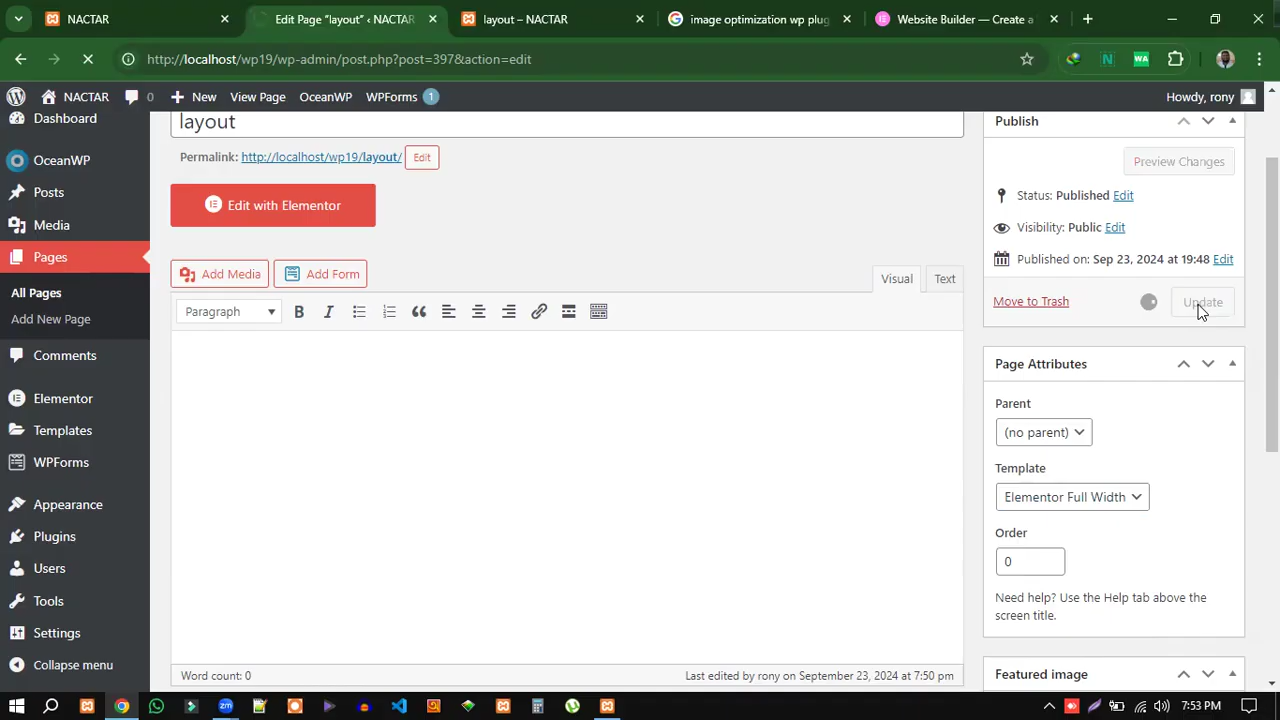 NACTAR
Edit Page “layout” ‹ NACTAR
layout – NACTAR
image optimization wp plug
Website Builder — Create a
http://localhost/wp19/wp-admin/post.php?post=397&action=edit
NACTAR
0
New
View Page
OceanWP
WPForms
1
Howdy, rony
Dashboard
OceanWP
Posts
Media
Pages
All Pages
Add New Page
Comments
Elementor
Templates
WPForms
Appearance
Plugins
Users
Tools
Settings
Collapse menu
layout
Permalink: http://localhost/wp19/layout/ Edit
Edit with Elementor
Add Media
Add Form
Visual
Text
Paragraph
Word count: 0
Last edited by rony on September 23, 2024 at 7:50 pm
Publish
Preview Changes
Status: Published Edit
Visibility: Public Edit
Published on: Sep 23, 2024 at 19:48 Edit
Move to Trash
Update
Page Attributes
Parent
(no parent)
Template
Elementor Full Width
Order
0
Need help? Use the Help tab above the
screen title.
Featured image
7:53 PM